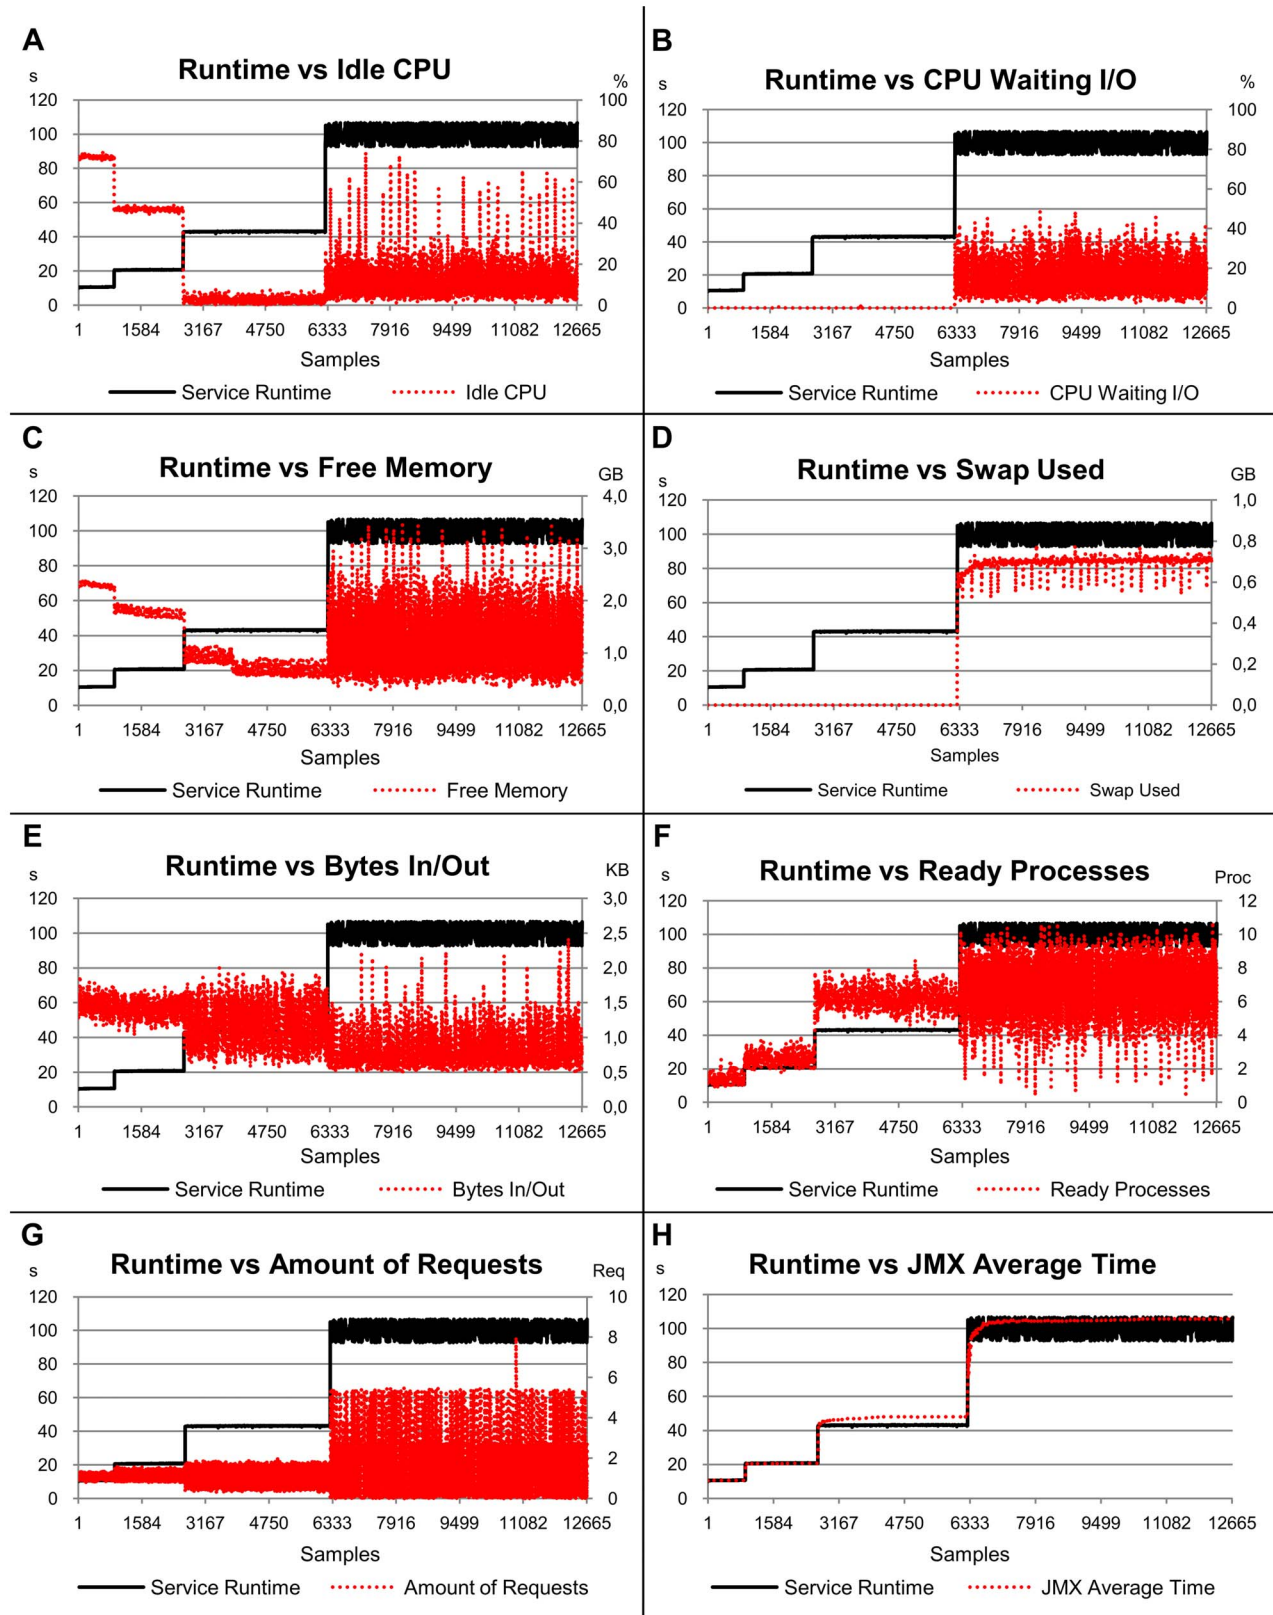 A
Runtime vs Idle CPU
s %
120 100
100 80
80 60
60 40
40 20
20 0
0
1 1584 3167 4750 6333 7916 9499 11082 12665
Samples
Service Runtime Idle CPU
B
Runtime vs CPU Waiting I/O
s %
120 100
100 80
80 60
60 40
40 20
20 0
0
1 1584 3167 4750 6333 7916 9499 11082 12665
Samples
Service Runtime CPU Waiting I/O
C
Runtime vs Free Memory
s GB
120 4,0
100 3,0
80 2,0
60 1,0
40 0,0
20
0
1 1584 3167 4750 6333 7916 9499 11082 12665
Samples
Service Runtime Free Memory
D
Runtime vs Swap Used
s GB
120 1,0
100 0,8
80 0,6
60 0,4
40 0,2
20 0,0
0
1 1584 3167 4750 6333 7916 9499 11082 12665
Samples
Service Runtime Swap Used
E
Runtime vs Bytes In/Out
s KB
120 3,0
100 2,5
80 2,0
60 1,5
40 1,0
20 0,5
0 0,0
1 1584 3167 4750 6333 7916 9499 11082 12665
Samples
Service Runtime Bytes In/Out
F
Runtime vs Ready Processes
s Proc
120 12
100 10
80 8
60 6
40 4
20 2
0 0
1 1584 3167 4750 6333 7916 9499 11082 12665
Samples
Service Runtime Ready Processes
G
Runtime vs Amount of Requests
s Req
120 10
100 8
80 6
60 4
40 2
20 0
0
1 1584 3167 4750 6333 7916 9499 11082 12665
Samples
Service Runtime Amount of Requests
H
Runtime vs JMX Average Time
s
120
100
80
60
40
20
0
1 1584 3167 4750 6333 7916 9499 11082 12665
Samples
Service Runtime JMX Average Time